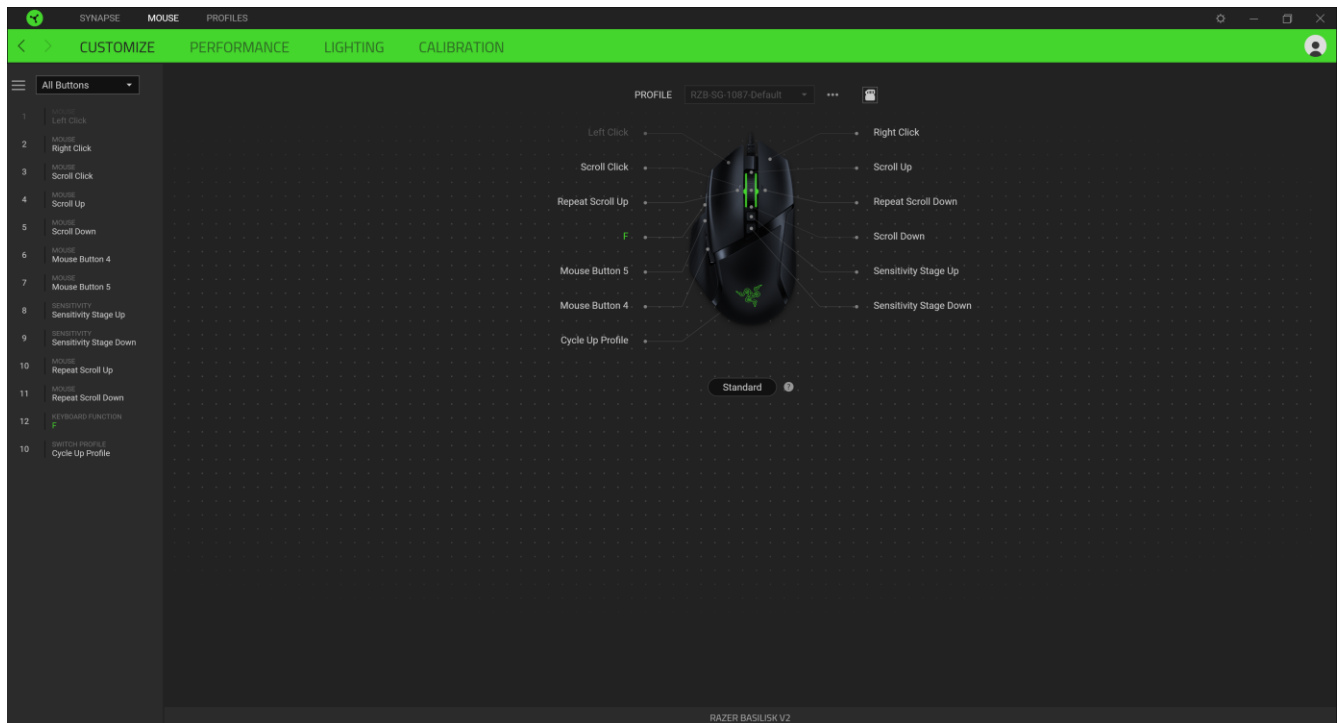 SYNAPSE MOUSE PROFILES
CUSTOMIZE PERFORMANCE LIGHTING CALIBRATION
All Buttons
PROFILE RZB-SG-1087-Default
1 MOUSE
Left Click
2 MOUSE
Right Click
3 MOUSE
Scroll Click
4 MOUSE
Scroll Up
5 MOUSE
Scroll Down
6 MOUSE
Mouse Button 4
7 MOUSE
Mouse Button 5
8 SENSITIVITY
Sensitivity Stage Up
9 SENSITIVITY
Sensitivity Stage Down
10 MOUSE
Repeat Scroll Up
11 MOUSE
Repeat Scroll Down
12 KEYBOARD FUNCTION
F
10 SWITCH PROFILE
Cycle Up Profile
Left Click
Scroll Click
Repeat Scroll Up
F
Mouse Button 5
Mouse Button 4
Cycle Up Profile
Right Click
Scroll Up
Repeat Scroll Down
Scroll Down
Sensitivity Stage Up
Sensitivity Stage Down
Standard ?
RAZER BASILISK V2